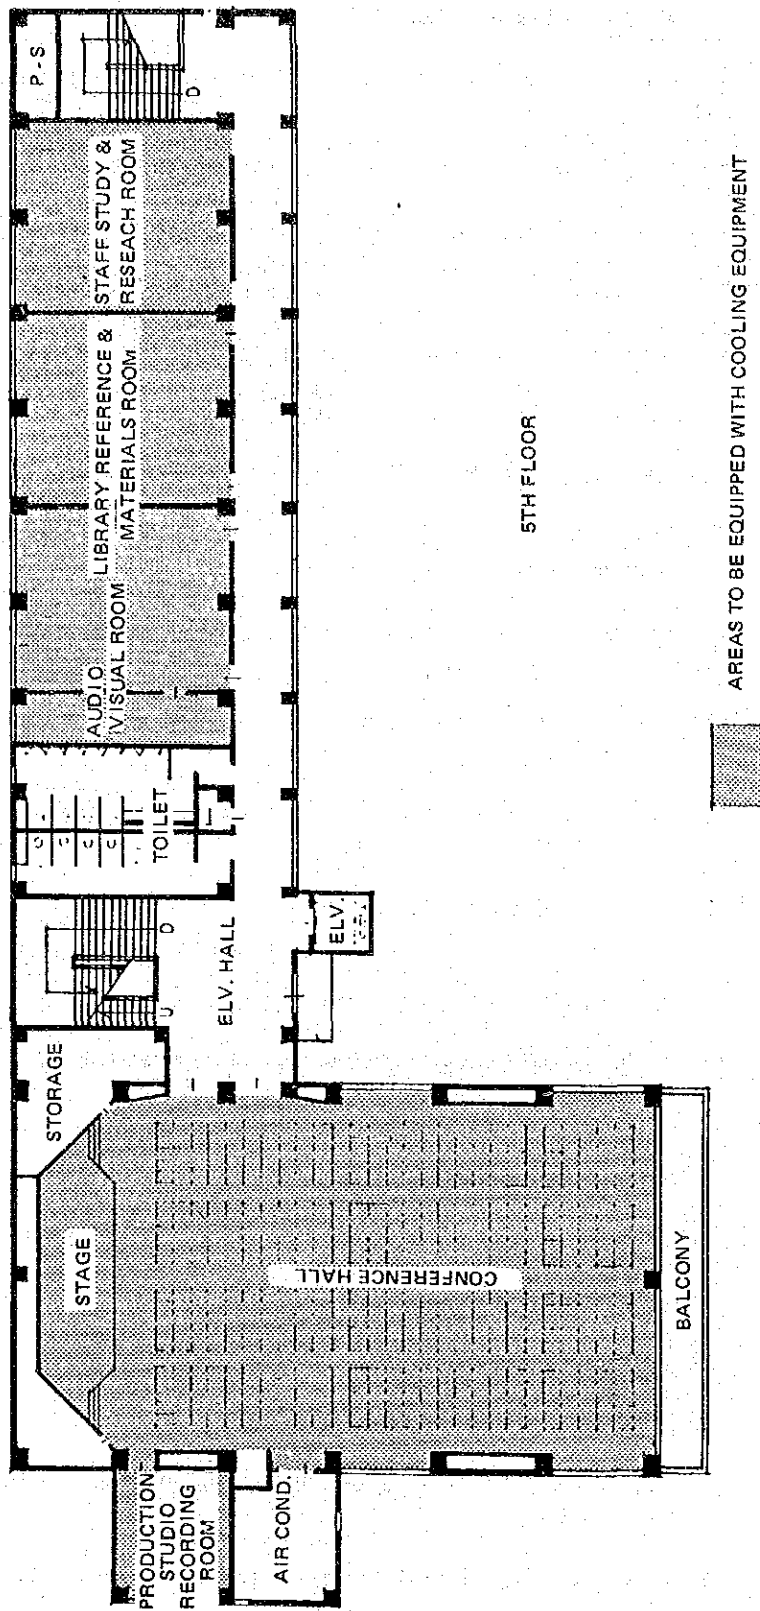 P-S
D
STAFF STUDY &
RESEACH ROOM
LIBRARY REFERENCE &
MATERIALS ROOM
AUDIO
VISUAL ROOM
TOILET
D
U
ELV. HALL
ELV.
STORAGE
STAGE
CONFERENCE HALL
BALCONY
PRODUCTION
STUDIO
RECORDING
ROOM
AIR COND.
5TH FLOOR
AREAS TO BE EQUIPPED WITH COOLING EQUIPMENT